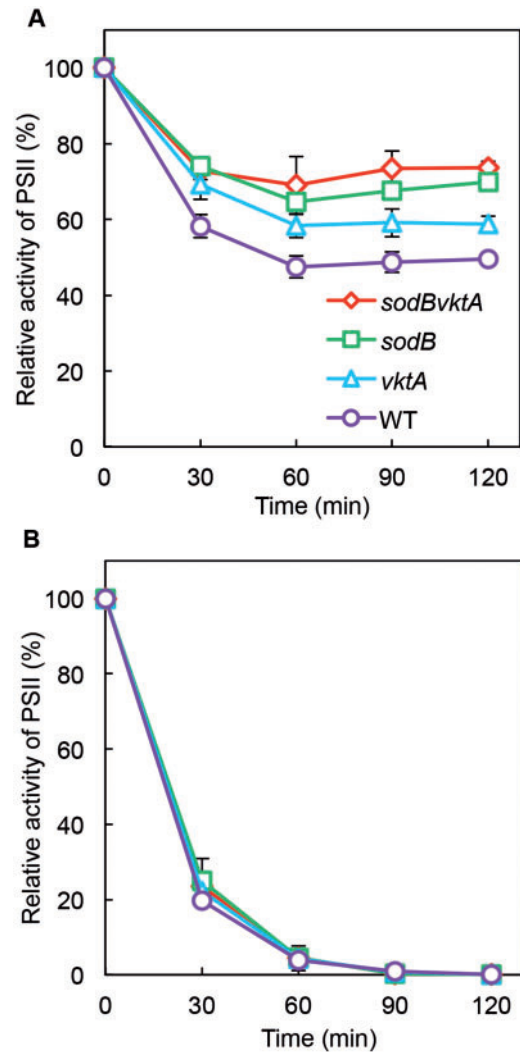 A
Relative activity of PSII (%)
100
80
60
40
20
0
sodBvktA
sodB
vktA
WT
0 30 60 90 120
Time (min)
B
Relative activity of PSII (%)
100
80
60
40
20
0
0 30 60 90 120
Time (min)